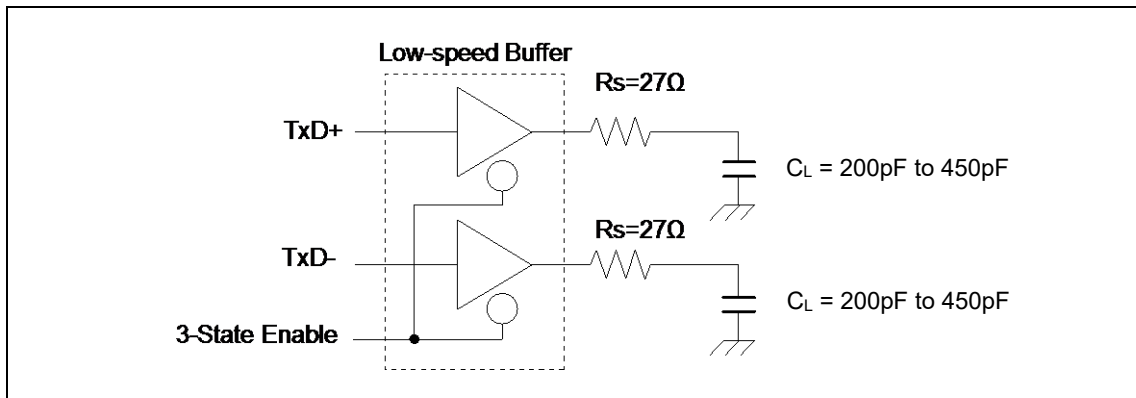 Low-speed Buffer
Rs=27Ω
TxD+
CL = 200pF to 450pF
Rs=27Ω
TxD-
CL = 200pF to 450pF
3-State Enable